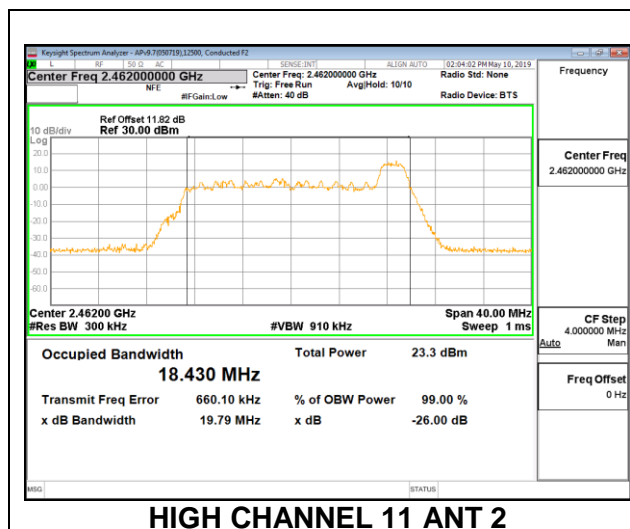 Keysight Spectrum Analyzer - APv9.7(050719),12500, Conducted F2
L RF 50 Ω AC SENSE:INT ALIGN AUTO 02:04:02 PM May 10, 2019
Center Freq 2.462000000 GHz Center Freq: 2.462000000 GHz Radio Std: None Frequency
NFE Trig: Free Run Avg|Hold: 10/10
#IFGain:Low #Atten: 40 dB Radio Device: BTS
Ref Offset 11.82 dB
10 dB/div Ref 30.00 dBm
Log
20.0
10.0
0.00
-10.0
-20.0
-30.0
-40.0
-50.0
-60.0
Center Freq
2.462000000 GHz
Center 2.46200 GHz Span 40.00 MHz
#Res BW 300 kHz #VBW 910 kHz Sweep 1 ms
CF Step
4.000000 MHz
Auto Man
Occupied Bandwidth Total Power 23.3 dBm
18.430 MHz
Freq Offset
0 Hz
Transmit Freq Error 660.10 kHz % of OBW Power 99.00 %
x dB Bandwidth 19.79 MHz x dB -26.00 dB
MSG STATUS
HIGH CHANNEL 11 ANT 2